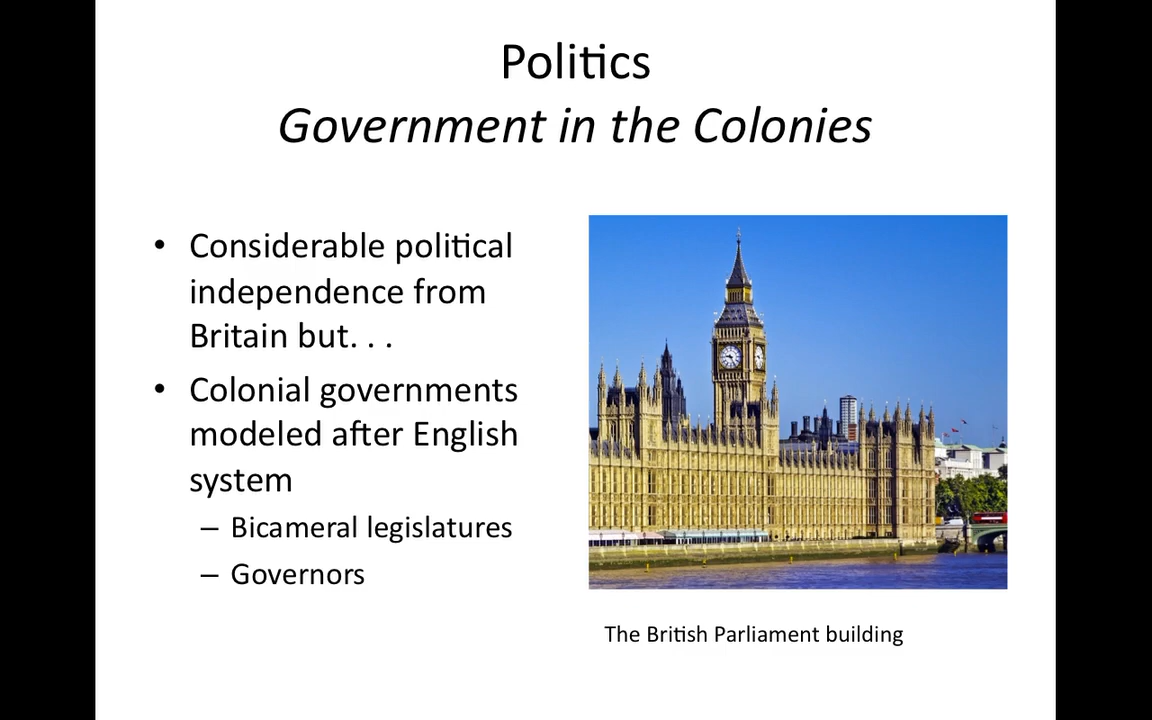 Politics
Government in the Colonies
• Considerable political
independence from
Britain but. . .
• Colonial governments
modeled after English
system
– Bicameral legislatures
– Governors
The British Parliament building